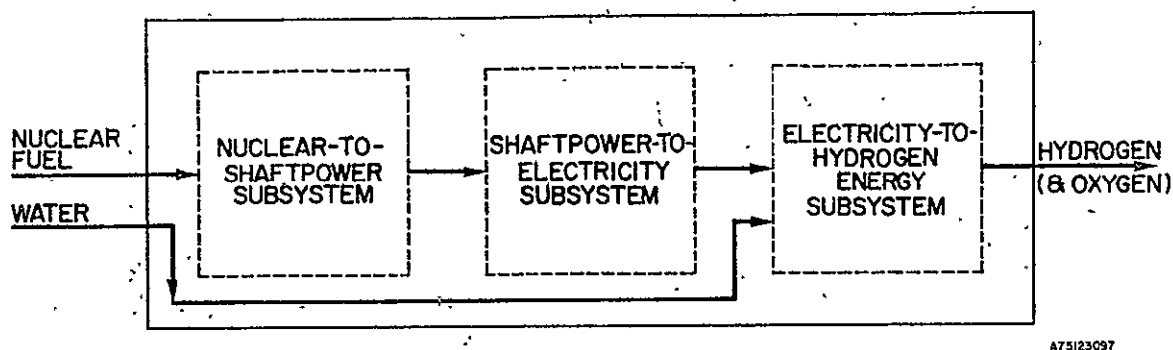 NUCLEAR
FUEL
WATER
NUCLEAR-TO-
SHAFTPOWER
SUBSYSTEM
SHAFTPOWER-TO-
ELECTRICITY
SUBSYSTEM
ELECTRICITY-TO-
HYDROGEN
ENERGY
SUBSYSTEM
HYDROGEN
(& OXYGEN)
A75123097